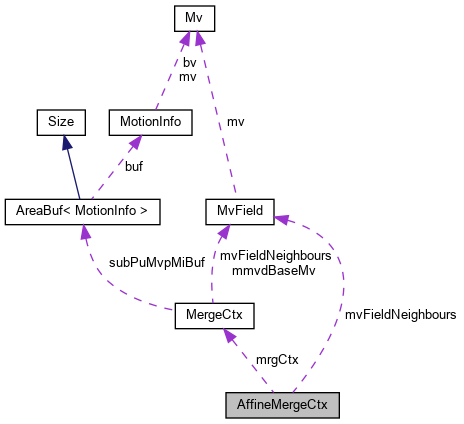 Mv
bv
mv
Size
MotionInfo
mv
buf
AreaBuf< MotionInfo >
MvField
subPuMvpMiBuf
mvFieldNeighbours
mmvdBaseMv
MergeCtx
mvFieldNeighbours
mrgCtx
AffineMergeCtx